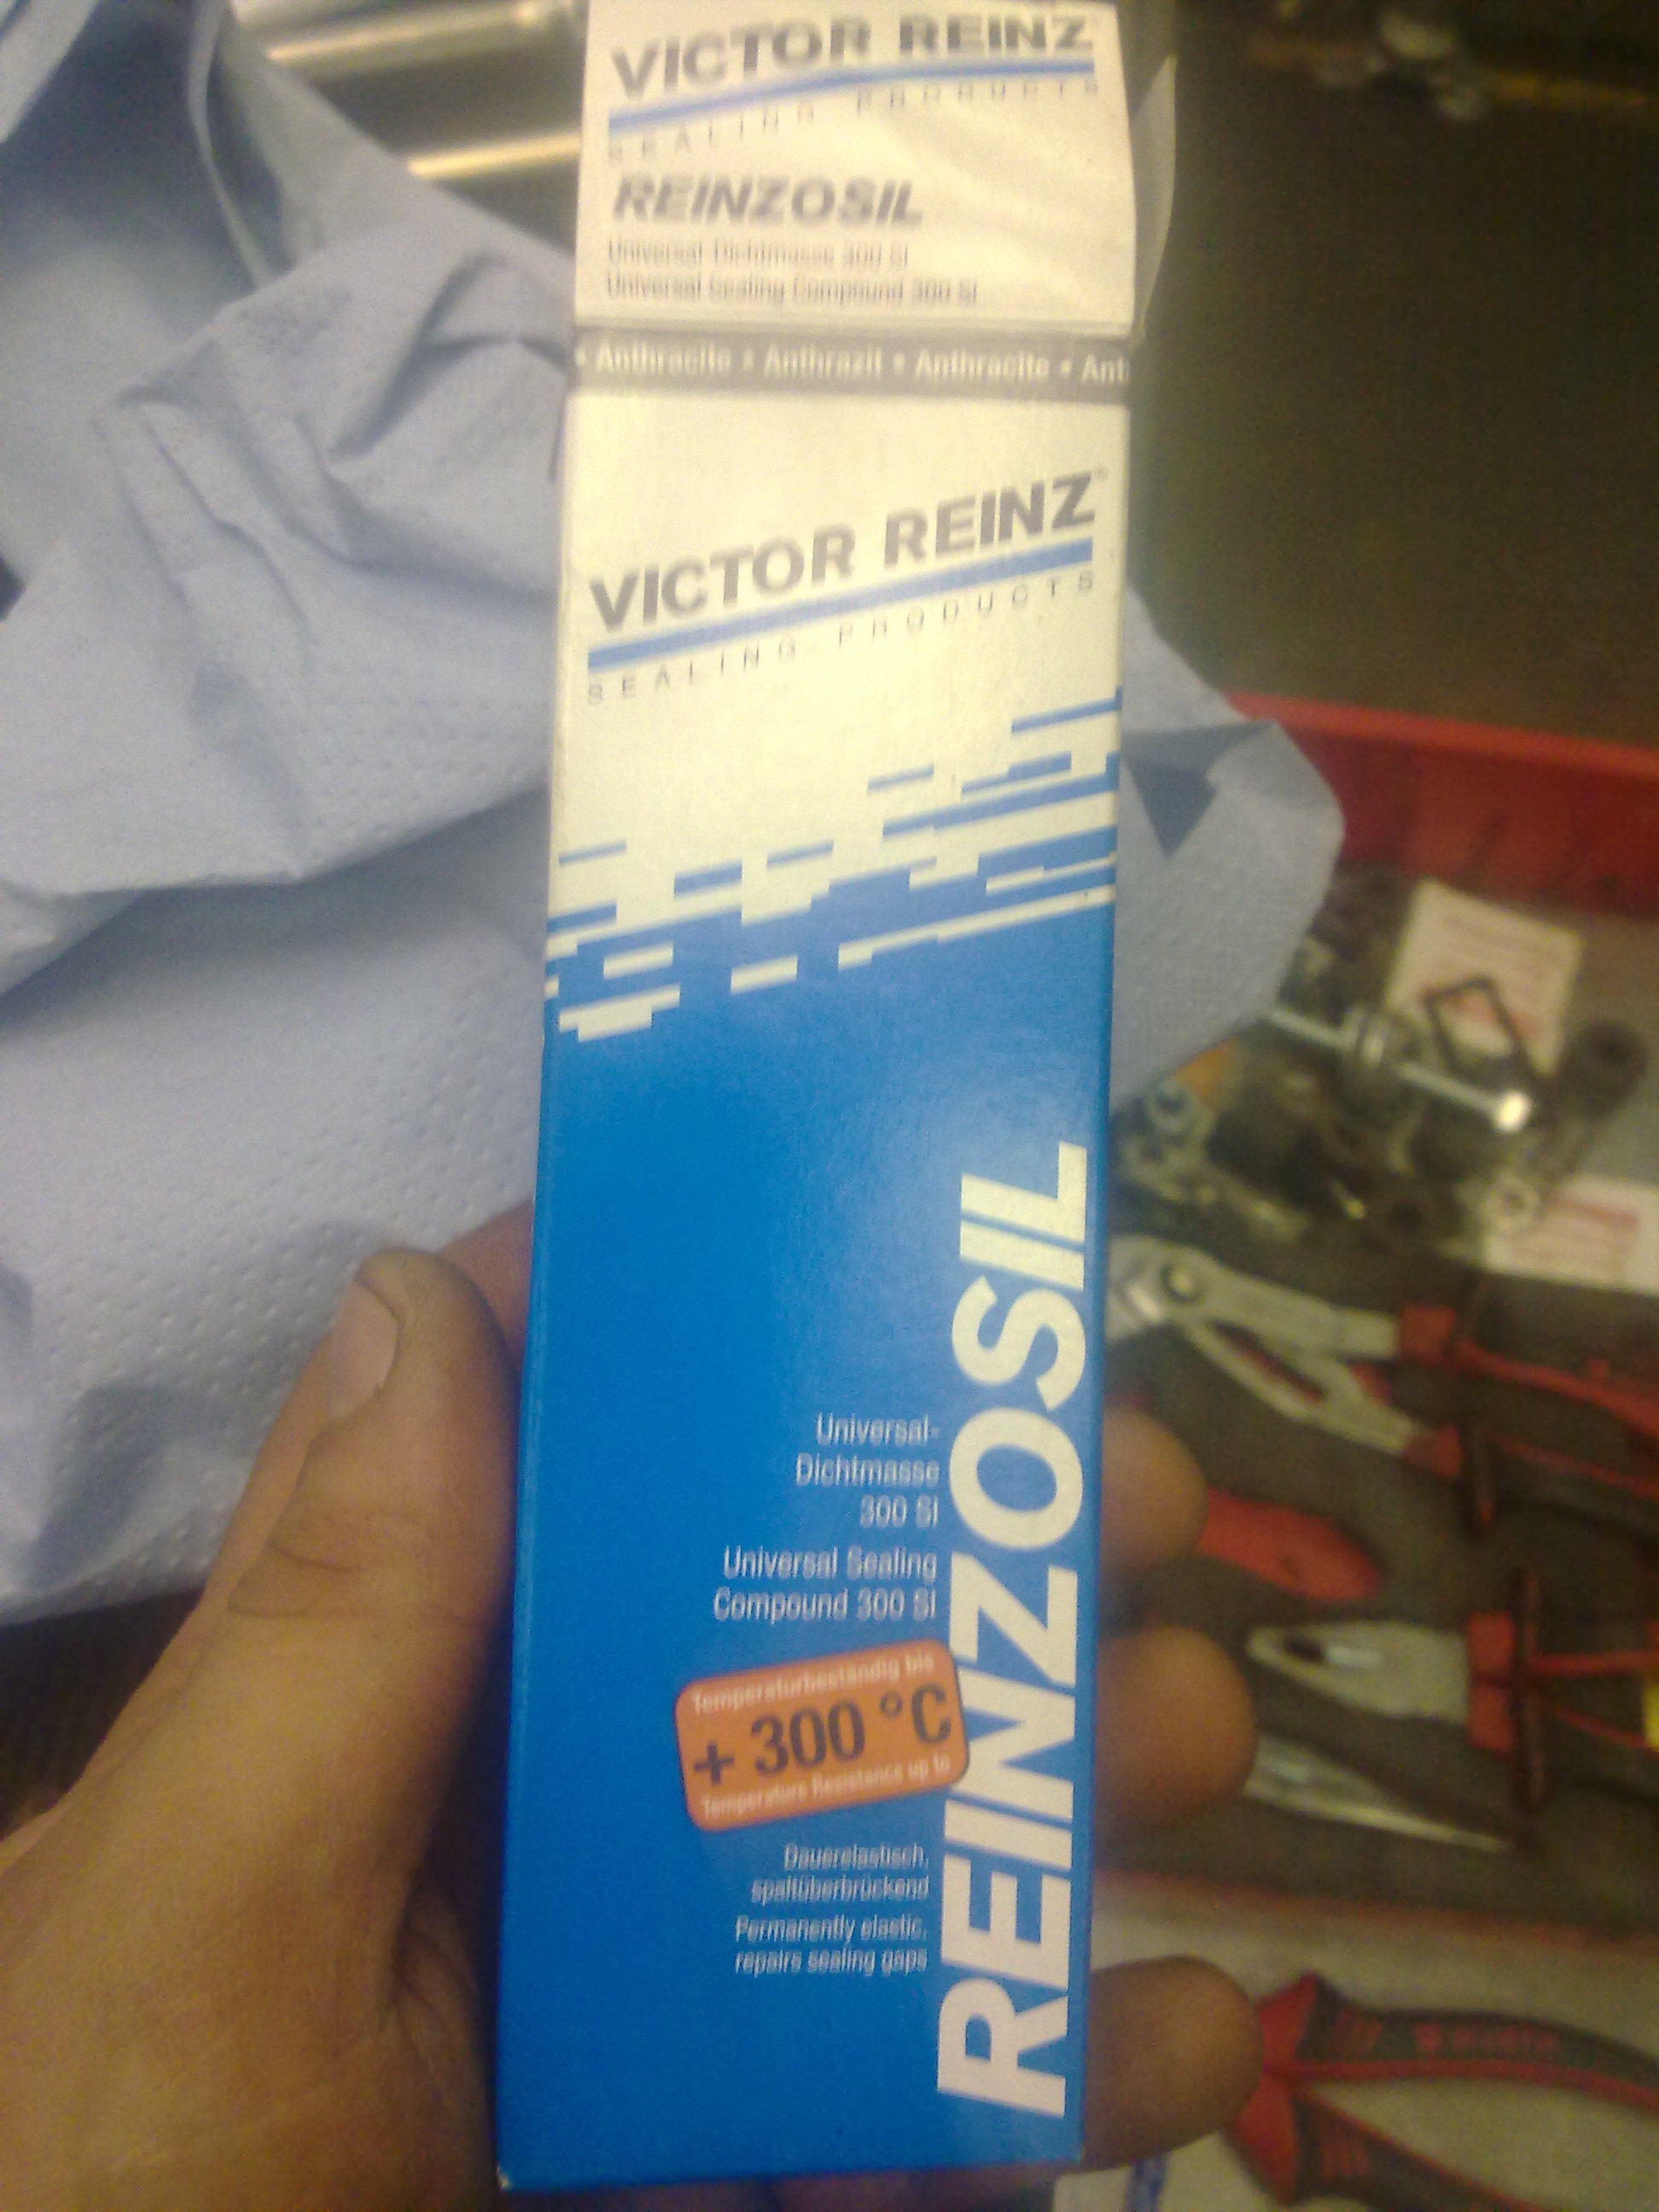 VICTOR REINZ
SEALING PRODUCTS
REINZOSIL
Universal-Dichtmasse 300 SI
Universal Sealing Compound 300 SI
• Anthracite • Anthrazit • Anthracite • Ant
VICTOR REINZ®
SEALING PRODUCTS
REINZOSIL
Universal-
Dichtmasse
300 SI
Universal Sealing
Compound 300 SI
Temperaturbeständig bis
+ 300 °C
Temperature Resistance up to
Dauerelastisch,
spaltüberbrückend
Permanently elastic,
repairs sealing gaps